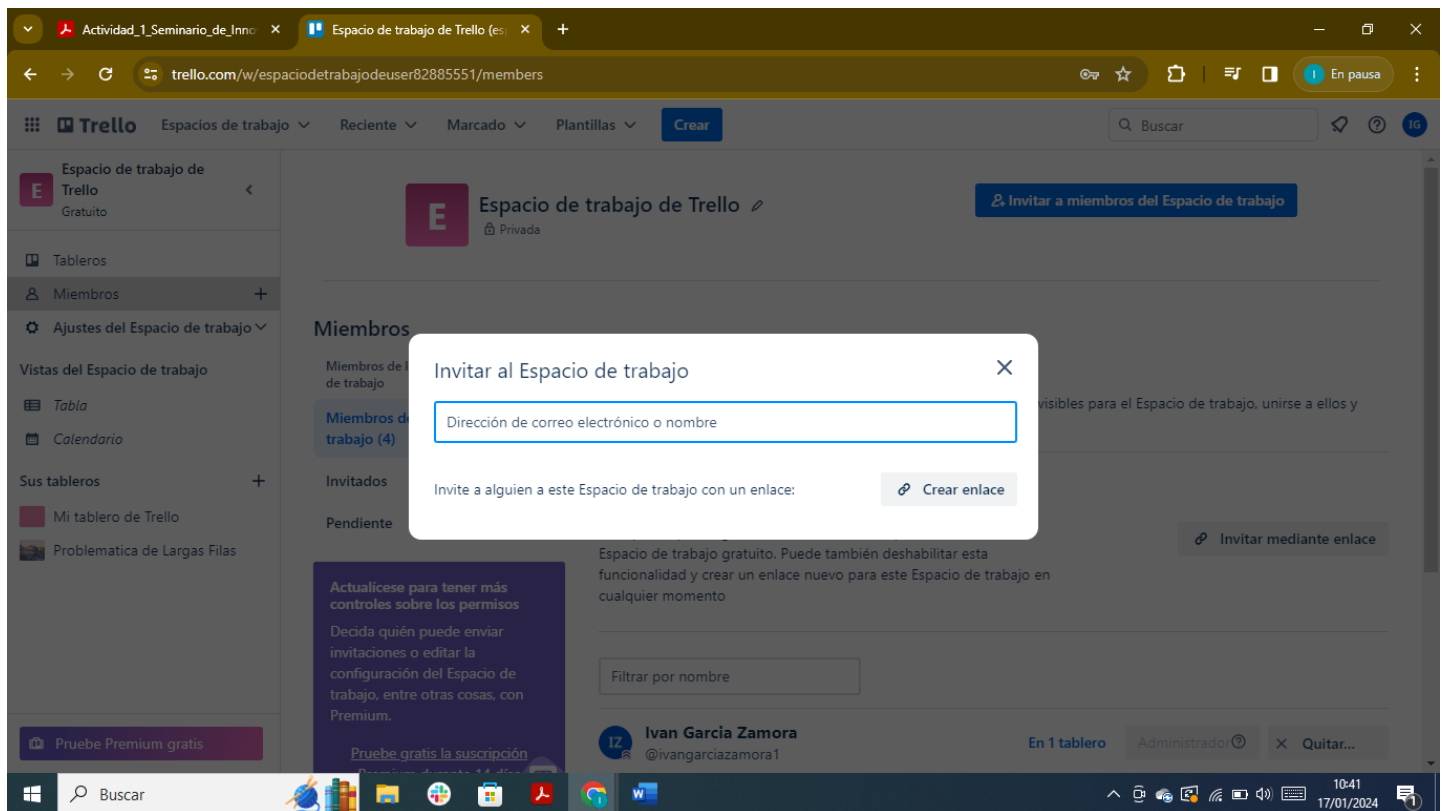 Actividad_1_Seminario_de_Inno
Espacio de trabajo de Trello (es
trello.com/w/espaciodetrabajodeuser82885551/members
I
En pausa
Trello
Espacios de trabajo
Reciente
Marcado
Plantillas
Crear
Buscar
IG
E
Espacio de trabajo de
Trello
Gratuito
Tableros
Miembros
Ajustes del Espacio de trabajo
Vistas del Espacio de trabajo
Tabla
Calendario
Sus tableros
Mi tablero de Trello
Problematica de Largas Filas
Pruebe Premium gratis
E
Espacio de trabajo de Trello
Privada
Invitar a miembros del Espacio de trabajo
Miembros
Miembros de l
de trabajo
Miembros de
trabajo (4)
Invitados
Pendiente
Actualícese para tener más
controles sobre los permisos
Decida quién puede enviar
invitaciones o editar la
configuración del Espacio de
trabajo, entre otras cosas, con
Premium.
Pruebe gratis la suscripción
Premium durante 14 días
Invitar al Espacio de trabajo
Dirección de correo electrónico o nombre
Invite a alguien a este Espacio de trabajo con un enlace:
Crear enlace
visibles para el Espacio de trabajo, unirse a ellos y
Espacio de trabajo gratuito. Puede también deshabilitar esta
funcionalidad y crear un enlace nuevo para este Espacio de trabajo en
cualquier momento
Invitar mediante enlace
Filtrar por nombre
IZ
Ivan Garcia Zamora
@ivangarciazamora1
En 1 tablero
Administrador
Quitar...
Buscar
10:41
17/01/2024
1